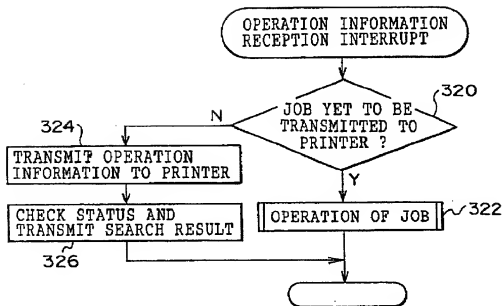 OPERATION INFORMATION
RECEPTION INTERRUPT
320
JOB YET TO BE
TRANSMITTED TO
PRINTER ?
N
Y
324
TRANSMIT OPERATION
INFORMATION TO PRINTER
CHECK STATUS AND
TRANSMIT SEARCH RESULT
326
OPERATION OF JOB
322